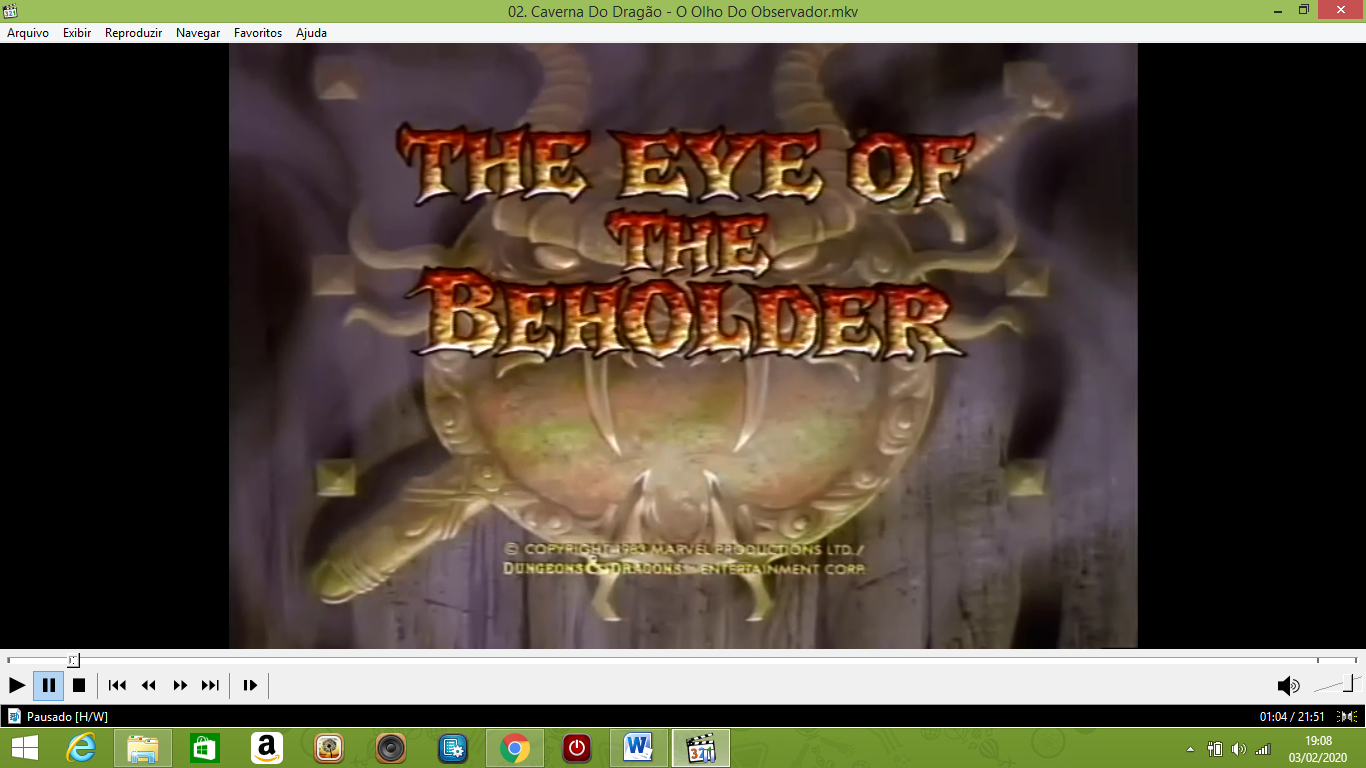 02. Caverna Do Dragão - O Olho Do Observador.mkv
Arquivo Exibir Reproduzir Navegar Favoritos Ajuda
THE EYE OF
THE
BEHOLDER
© COPYRIGHT 1983 MARVEL PRODUCTIONS LTD./
DUNGEONS & DRAGONS ENTERTAINMENT CORP.
Pausado [H/W] 01:04 / 21:51
19:08
03/02/2020